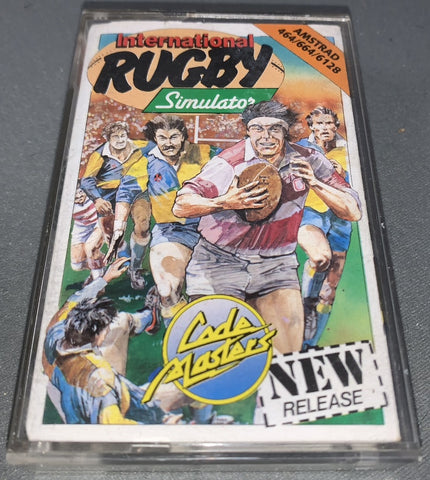 International
RUGBY
Simulator
AMSTRAD
464/664/6128
Code
Masters
NEW
RELEASE